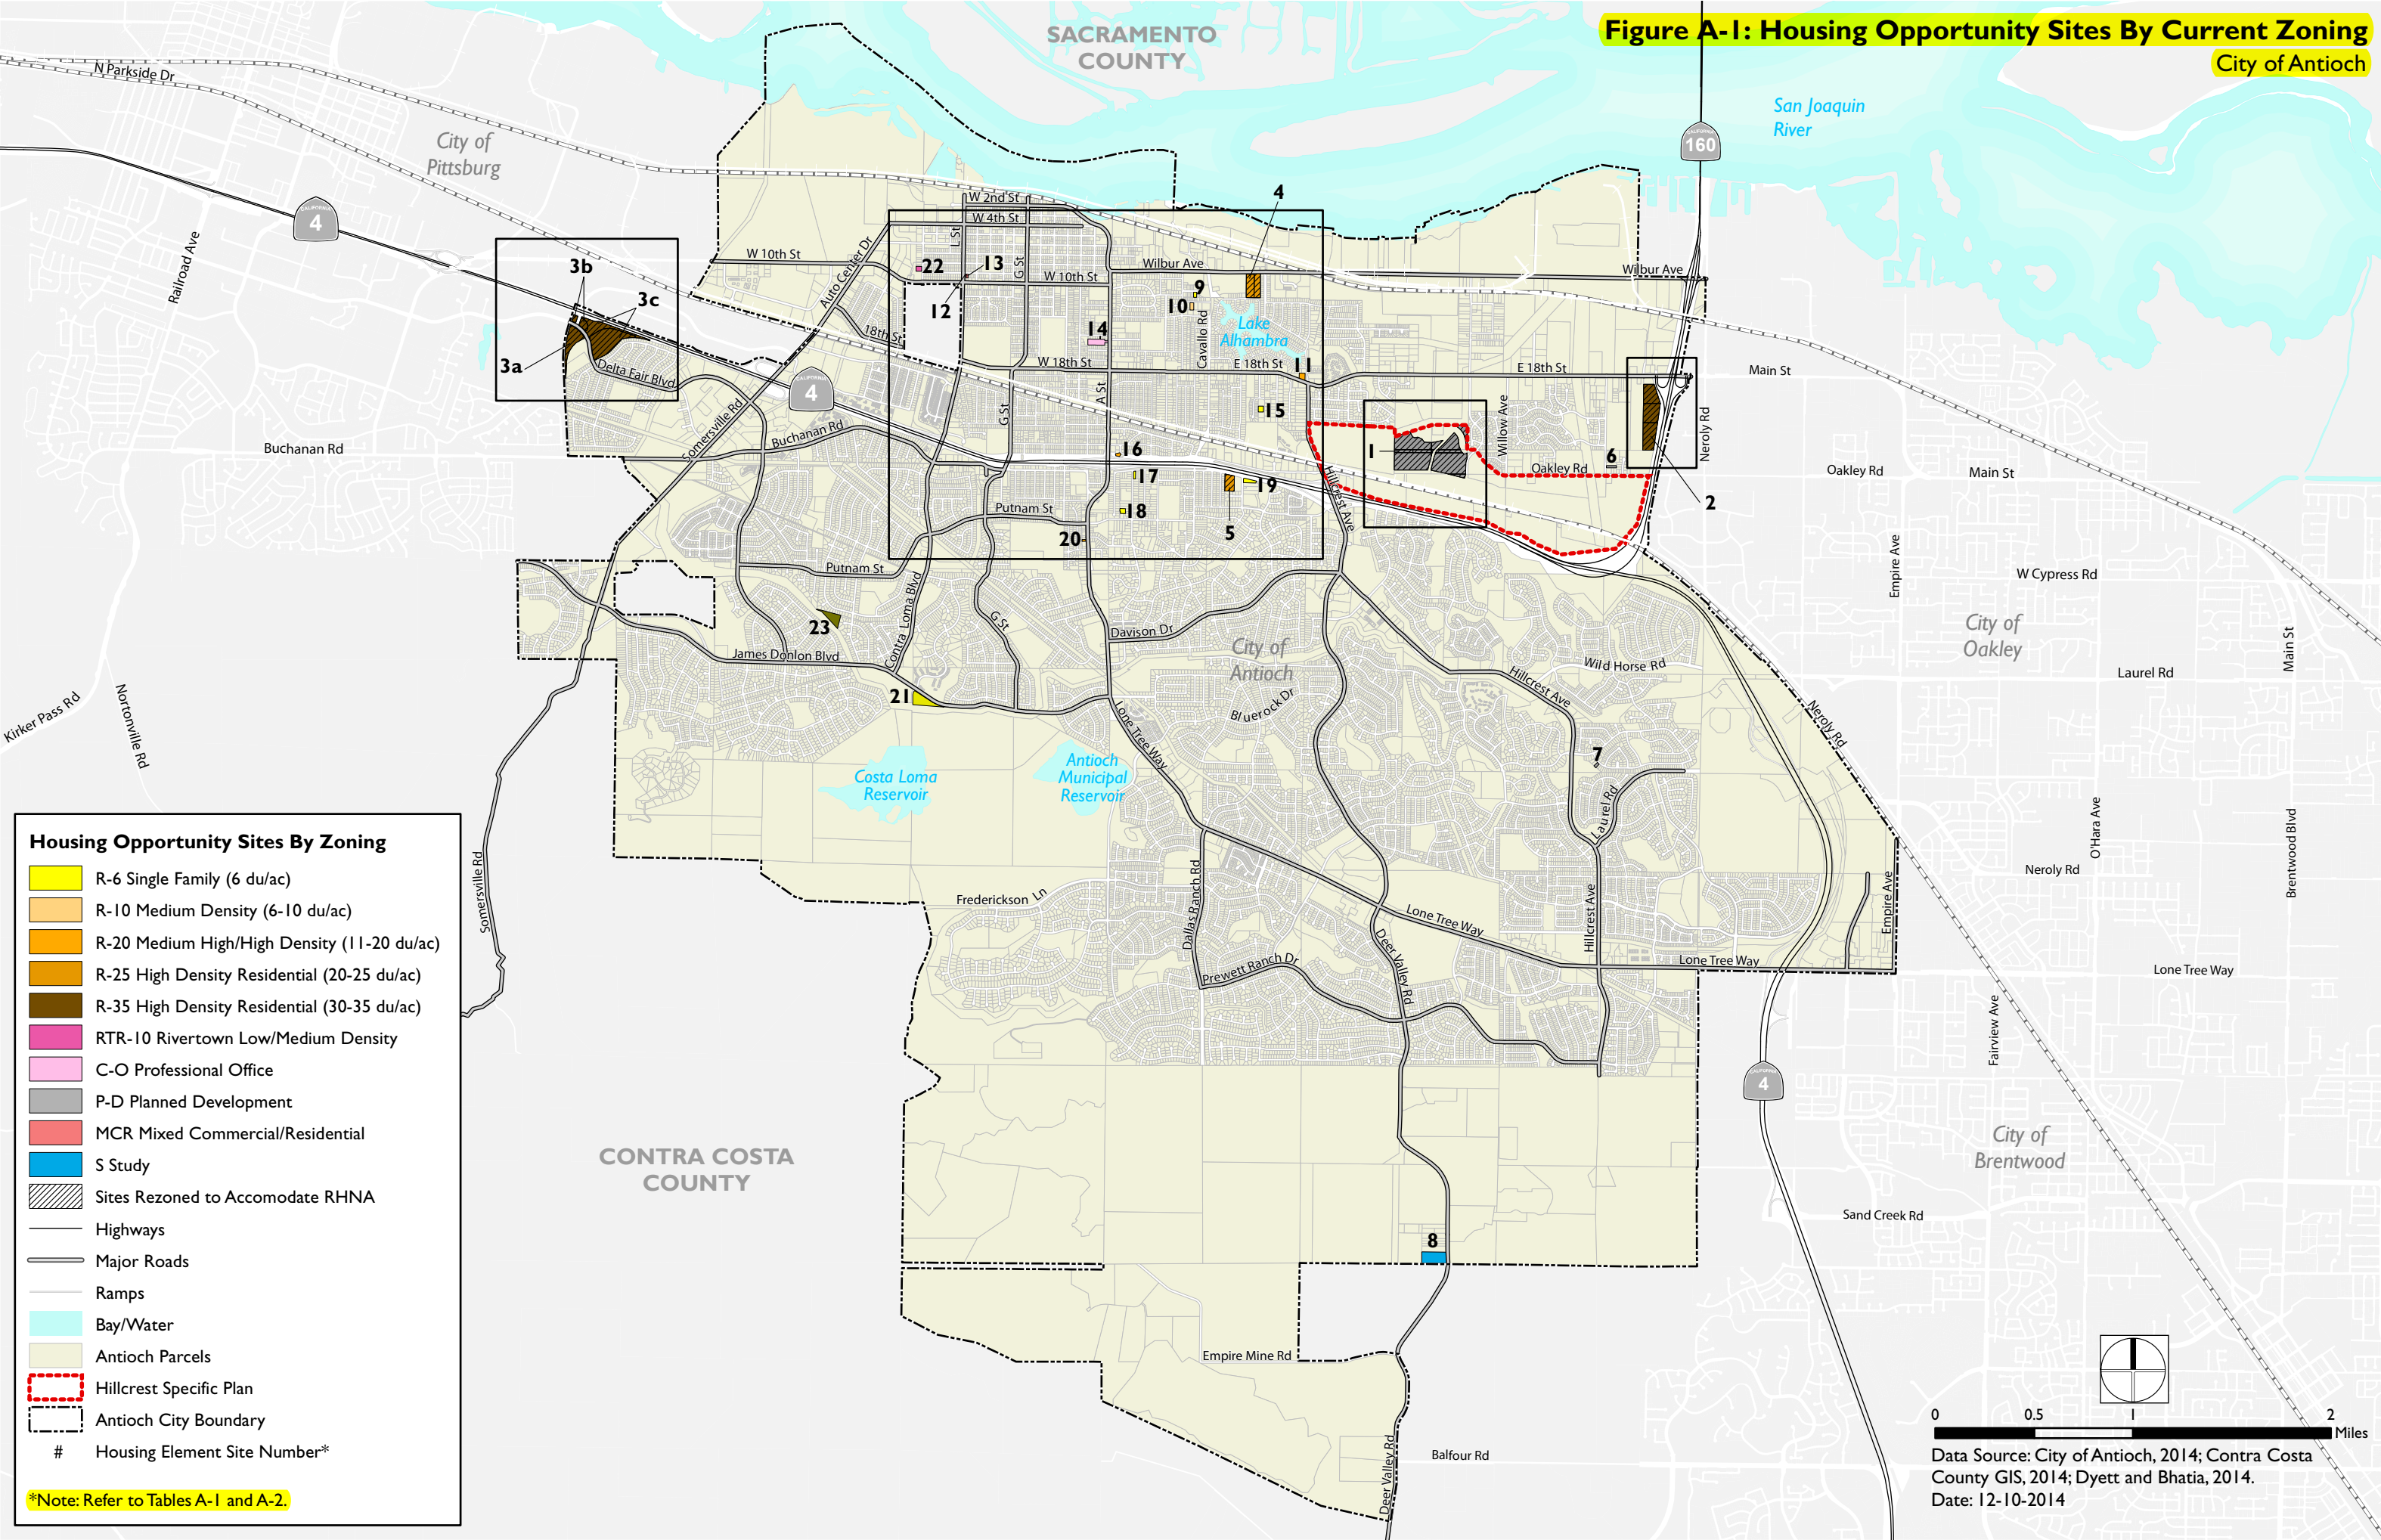 Figure A-1: Housing Opportunity Sites By Current Zoning
City of Antioch
SACRAMENTO
COUNTY
San Joaquin
River
N Parkside Dr
City of
Pittsburg
CALIFORNIA
160
CALIFORNIA
4
Railroad Ave
W 2nd St
W 4th St
L St
G St
Auto Center Dr
W 10th St
W 10th St
Wilbur Ave
Wilbur Ave
4
22
13
12
9
10
14
3b
3c
3a
Delta Fair Blvd
18th St
Cavallo Rd
Lake
Alhambra
W 18th St
E 18th St
11
E 18th St
Main St
CALIFORNIA
4
A St
G St
15
Somersville Rd
Buchanan Rd
Buchanan Rd
16
17
18
19
5
20
Putnam St
Putnam St
Hillcrest Ave
1
Willow Ave
Oakley Rd
6
2
Neroly Rd
Oakley Rd
Main St
Empire Ave
W Cypress Rd
City of
Oakley
Main St
Laurel Rd
23
Contra Loma Blvd
G St
James Donlon Blvd
Davison Dr
City of
Antioch
Bluerock Dr
Wild Horse Rd
Hillcrest Ave
Neroly Rd
21
Lone Tree Way
Kirker Pass Rd
Nortonville Rd
Costa Loma
Reservoir
Antioch
Municipal
Reservoir
7
Laurel Rd
O'Hara Ave
Brentwood Blvd
Neroly Rd
Somersville Rd
Frederickson Ln
Dallas Ranch Rd
Lone Tree Way
Hillcrest Ave
Empire Ave
Prewett Ranch Dr
Deer Valley Rd
Lone Tree Way
Lone Tree Way
Fairview Ave
CALIFORNIA
4
City of
Brentwood
CONTRA COSTA
COUNTY
Sand Creek Rd
8
Empire Mine Rd
Deer Valley Rd
Balfour Rd
Housing Opportunity Sites By Zoning
R-6 Single Family (6 du/ac)
R-10 Medium Density (6-10 du/ac)
R-20 Medium High/High Density (11-20 du/ac)
R-25 High Density Residential (20-25 du/ac)
R-35 High Density Residential (30-35 du/ac)
RTR-10 Rivertown Low/Medium Density
C-O Professional Office
P-D Planned Development
MCR Mixed Commercial/Residential
S Study
Sites Rezoned to Accomodate RHNA
Highways
Major Roads
Ramps
Bay/Water
Antioch Parcels
Hillcrest Specific Plan
Antioch City Boundary
# Housing Element Site Number*
*Note: Refer to Tables A-1 and A-2.
0 0.5 1 2
Miles
Data Source: City of Antioch, 2014; Contra Costa
County GIS, 2014; Dyett and Bhatia, 2014.
Date: 12-10-2014